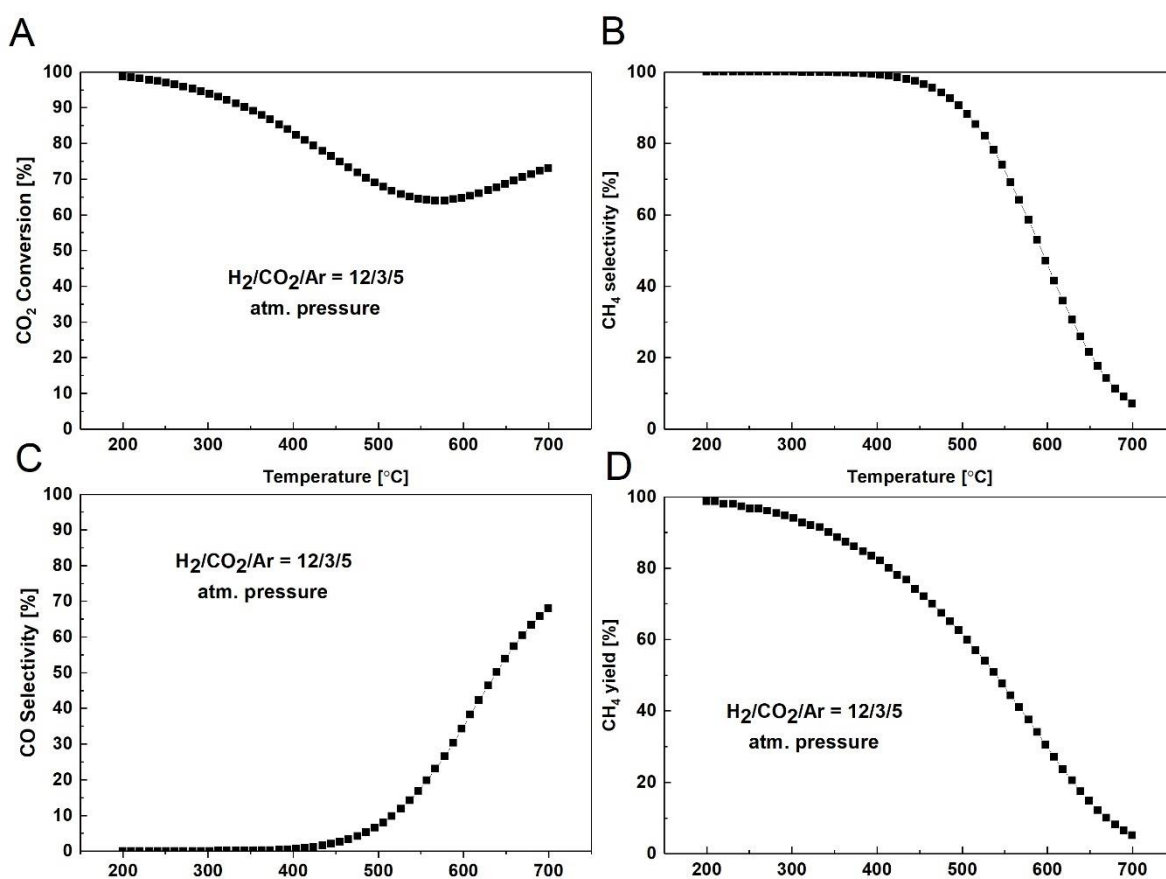 A
B
100
90
80
70
60
50
40
30
20
10
0
CO₂ Conversion [%]
H₂/CO₂/Ar = 12/3/5
atm. pressure
200 300 400 500 600 700
Temperature [°C]
100
80
60
40
20
0
CH₄ selectivity [%]
200 300 400 500 600 700
Temperature [°C]
C
D
100
90
80
70
60
50
40
30
20
10
0
CO Selectivity [%]
H₂/CO₂/Ar = 12/3/5
atm. pressure
200 300 400 500 600 700
100
80
60
40
20
0
CH₄ yield [%]
H₂/CO₂/Ar = 12/3/5
atm. pressure
200 300 400 500 600 700